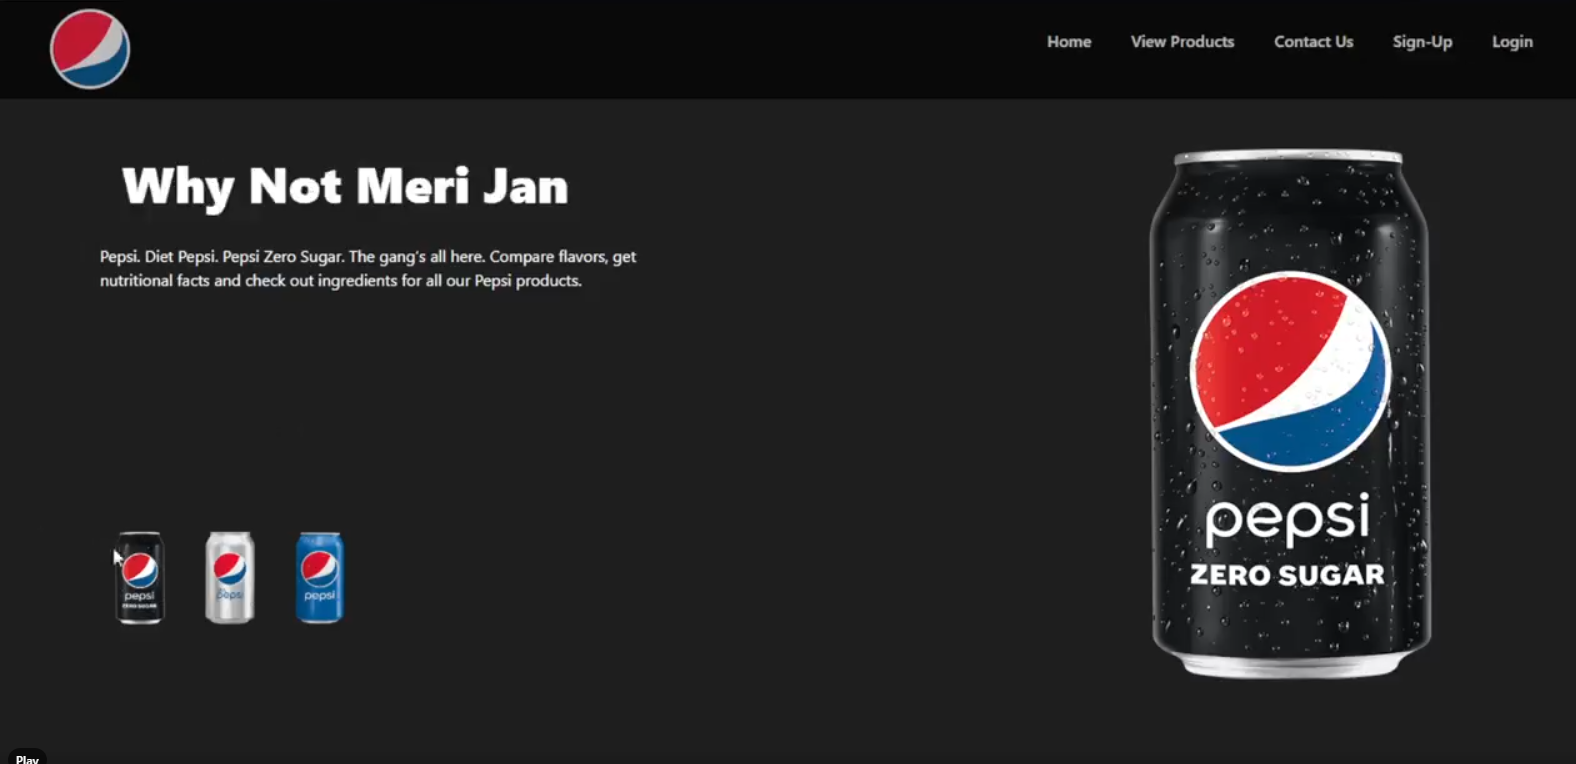 Home View Products Contact Us Sign-Up Login
Why Not Meri Jan
Pepsi. Diet Pepsi. Pepsi Zero Sugar. The gang's all here. Compare flavors, get
nutritional facts and check out ingredients for all our Pepsi products.
pepsi
ZERO SUGAR
pepsi
ZERO SUGAR
pepsi
Play